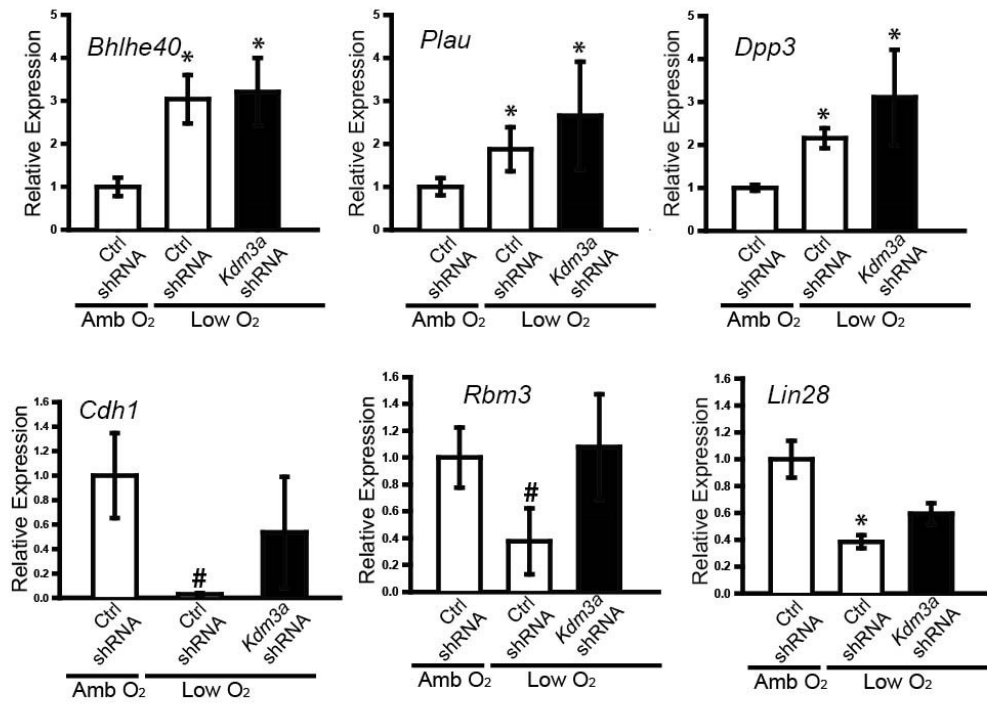 Bhlhe40
Relative Expression
5
4
3
2
1
0
*
*
Ctrl
shRNA
Ctrl
shRNA
Kdm3a
shRNA
Amb O₂
Low O₂
Plau
Relative Expression
5
4
3
2
1
0
*
*
Ctrl
shRNA
Ctrl
shRNA
Kdm3a
shRNA
Amb O₂
Low O₂
Dpp3
Relative Expression
5
4
3
2
1
0
*
*
Ctrl
shRNA
Ctrl
shRNA
Kdm3a
shRNA
Amb O₂
Low O₂
Cdh1
Relative Expression
1.6
1.4
1.2
1.0
0.8
0.6
0.4
0.2
0.0
#
Ctrl
shRNA
Ctrl
shRNA
Kdm3a
shRNA
Amb O₂
Low O₂
Rbm3
Relative Expression
1.6
1.4
1.2
1.0
0.8
0.6
0.4
0.2
0.0
#
Ctrl
shRNA
Ctrl
shRNA
Kdm3a
shRNA
Amb O₂
Low O₂
Lin28
Relative Expression
1.6
1.4
1.2
1.0
0.8
0.6
0.4
0.2
0.0
*
Ctrl
shRNA
Ctrl
shRNA
Kdm3a
shRNA
Amb O₂
Low O₂